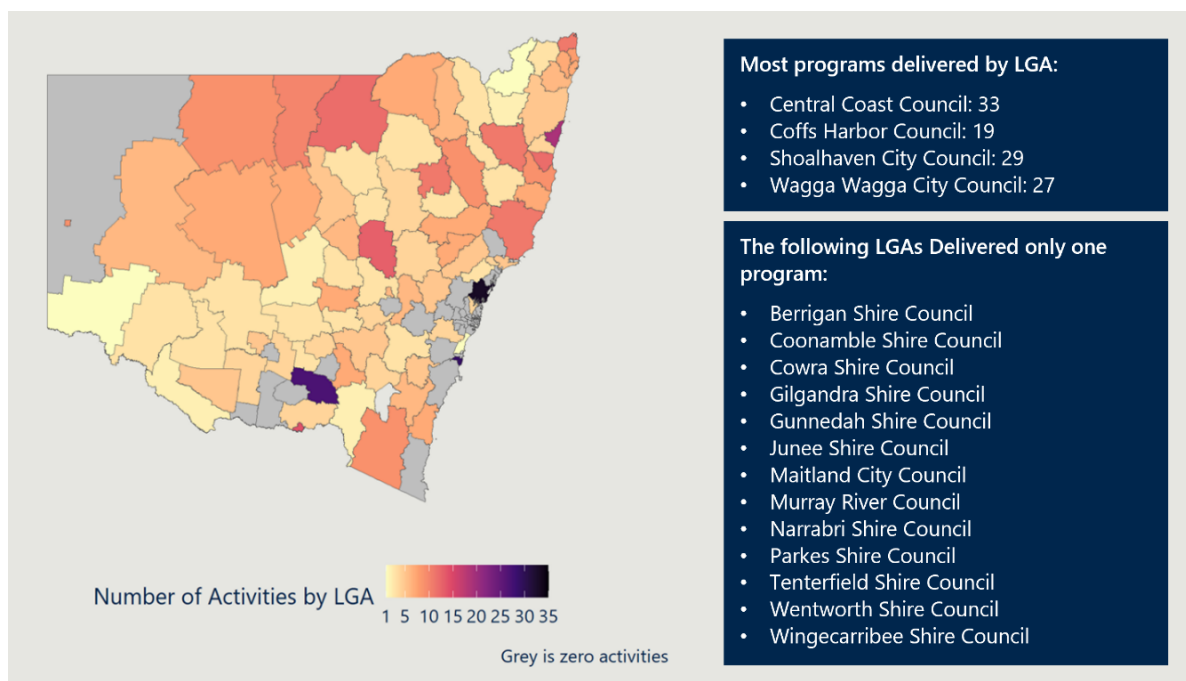 Most programs delivered by LGA:
• Central Coast Council: 33
• Coffs Harbor Council: 19
• Shoalhaven City Council: 29
• Wagga Wagga City Council: 27
The following LGAs Delivered only one
program:
• Berrigan Shire Council
• Coonamble Shire Council
• Cowra Shire Council
• Gilgandra Shire Council
• Gunnedah Shire Council
• Junee Shire Council
• Maitland City Council
• Murray River Council
• Narrabri Shire Council
• Parkes Shire Council
• Tenterfield Shire Council
• Wentworth Shire Council
• Wingecarribee Shire Council
Number of Activities by LGA
1 5 10 15 20 25 30 35
Grey is zero activities